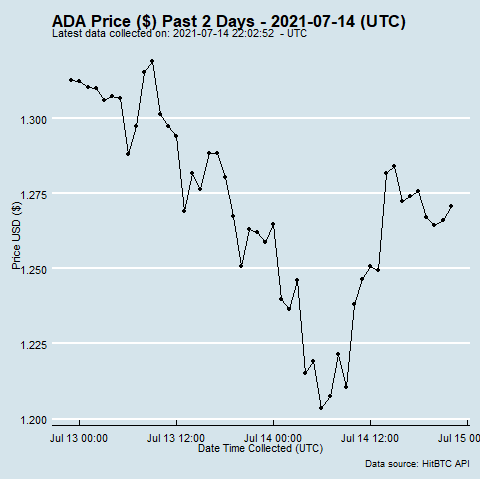 ADA Price ($) Past 2 Days - 2021-07-14 (UTC)
Latest data collected on: 2021-07-14 22:02:52  - UTC
Price USD ($)
1.300
1.275
1.250
1.225
1.200
Jul 13 00:00
Jul 13 12:00
Jul 14 00:00
Jul 14 12:00
Jul 15 00:0
Date Time Collected (UTC)
Data source: HitBTC API